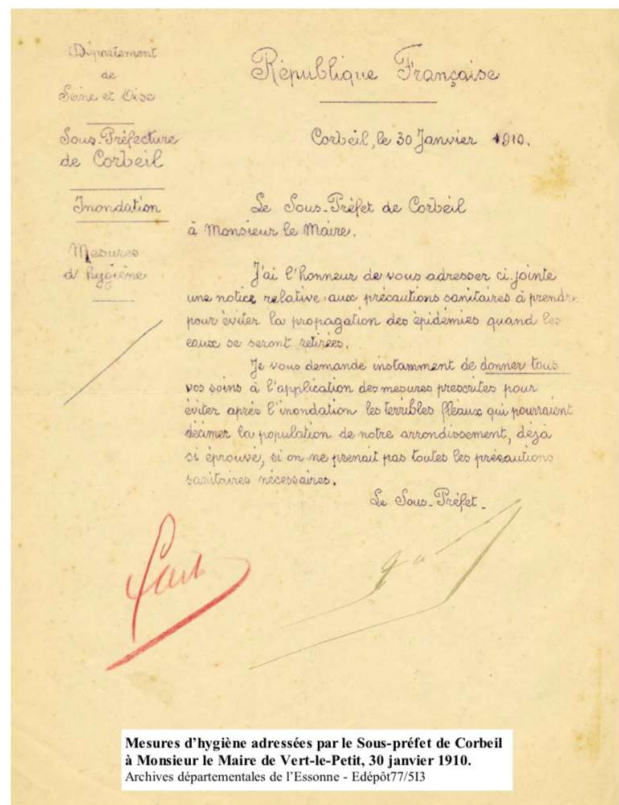 Département
de
Seine et Oise
Sous-Préfecture
de Corbeil
Inondation
Mesures
d'hygiène
République Française
Corbeil, le 30 Janvier 1910.
Le Sous-Préfet de Corbeil
à Monsieur le Maire.
J'ai l'honneur de vous adresser ci-jointe
une notice relative aux précautions sanitaires à prendre
pour éviter la propagation des épidémies quand les
eaux se seront retirées.
Je vous demande instamment de donner tous
vos soins à l'application des mesures prescrites pour
éviter après l'inondation les terribles fléaux qui pourraient
décimer la population de notre arrondissement, déjà
si éprouvé, si on ne prenait pas toutes les précautions
sanitaires nécessaires.
Le Sous-Préfet.
Mesures d'hygiène adressées par le Sous-préfet de Corbeil
à Monsieur le Maire de Vert-le-Petit, 30 janvier 1910.
Archives départementales de l'Essonne - Edépôt77/5I3